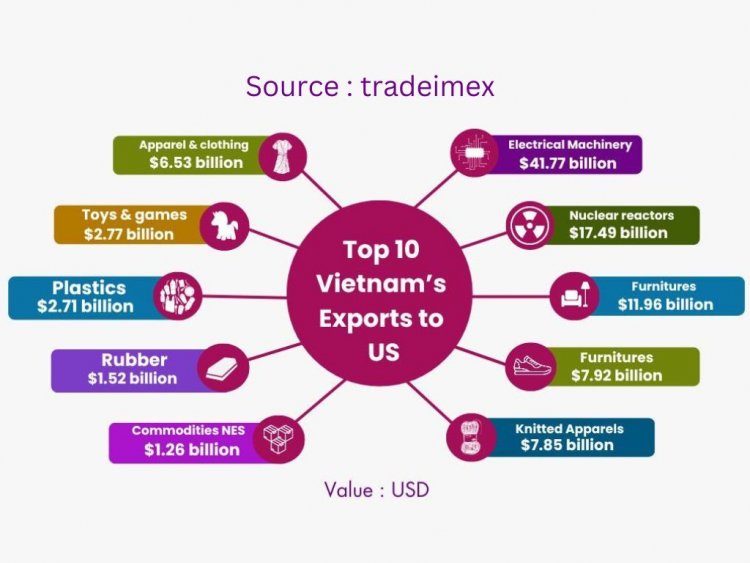 Source : tradeimex
Apparel & clothing
$6.53 billion
Toys & games
$2.77 billion
Plastics
$2.71 billion
Rubber
$1.52 billion
Commodities NES
$1.26 billion
Top 10
Vietnam’s
Exports to
US
Electrical Machinery
$41.77 billion
Nuclear reactors
$17.49 billion
Furnitures
$11.96 billion
Furnitures
$7.92 billion
Knitted Apparels
$7.85 billion
Value : USD